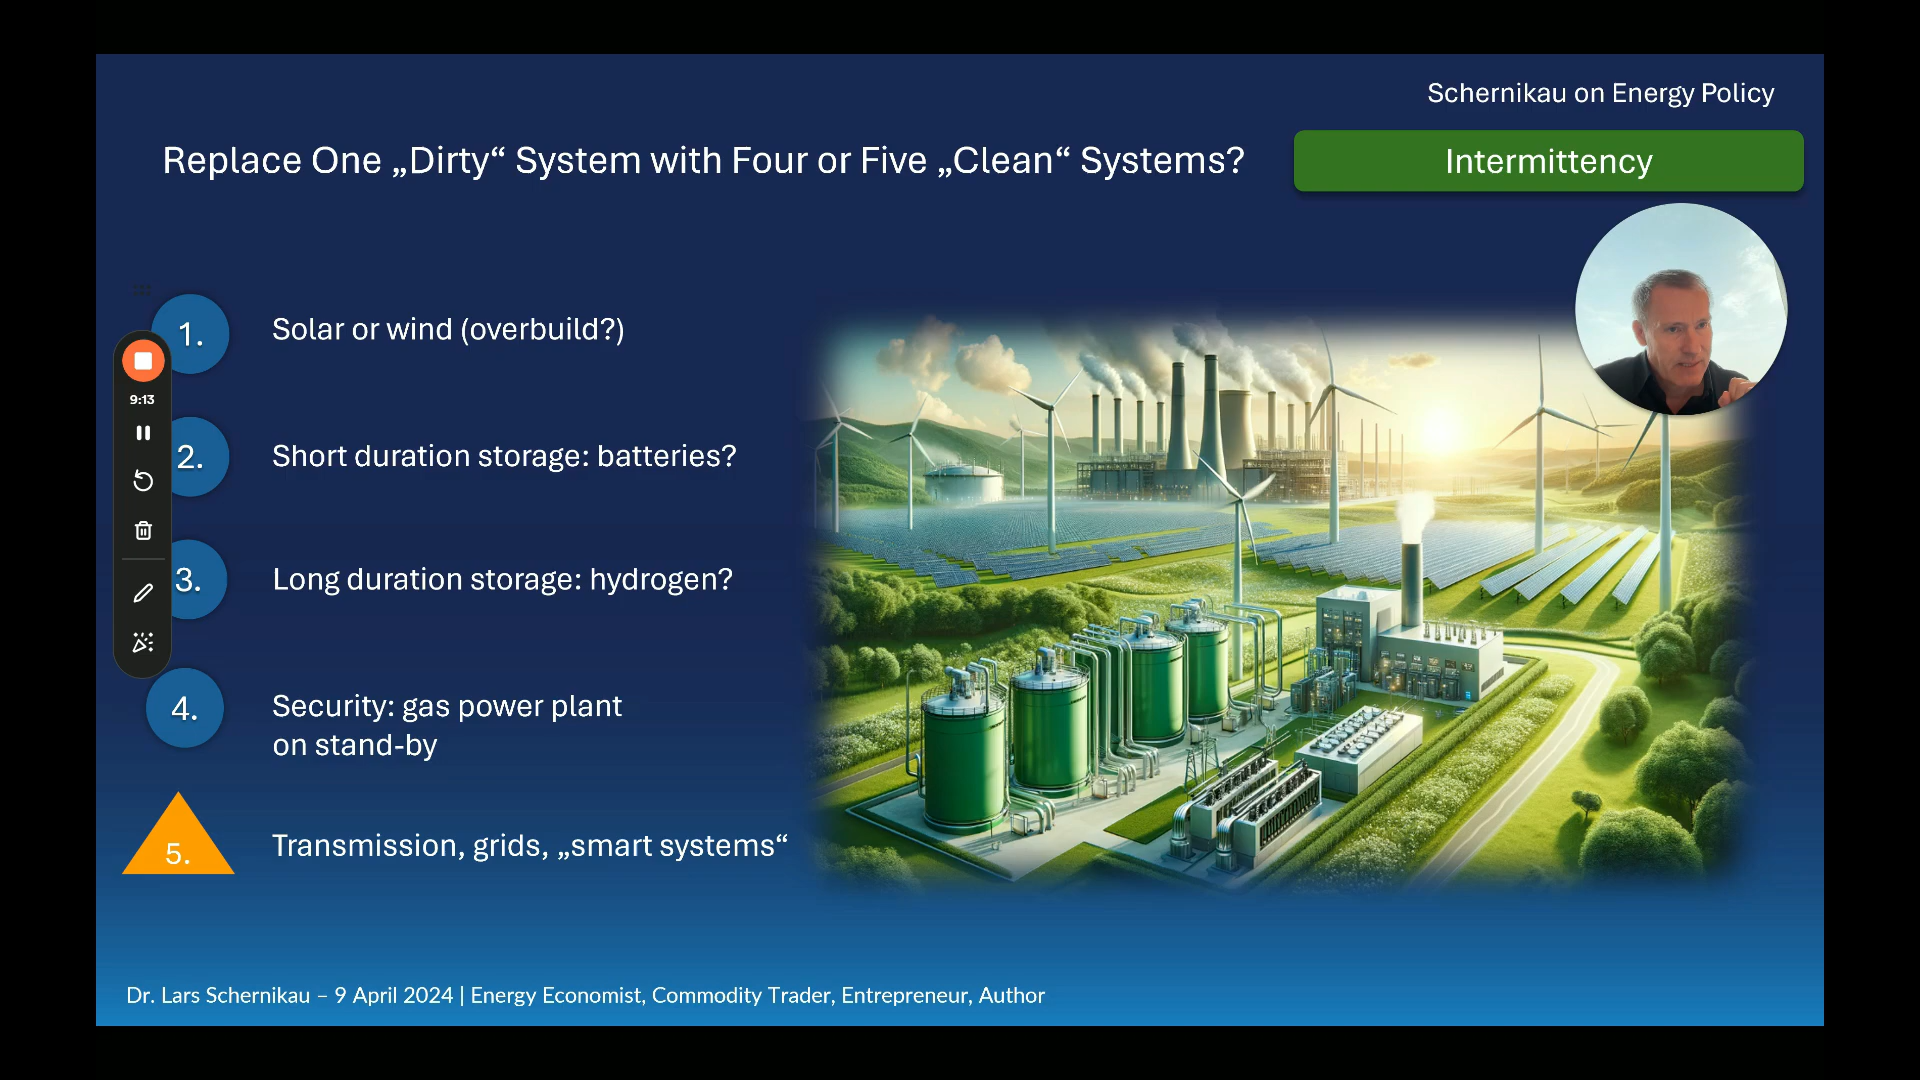 Schernikau on Energy Policy
Replace One „Dirty“ System with Four or Five „Clean“ Systems?
Intermittency
1. Solar or wind (overbuild?)
9:13
2. Short duration storage: batteries?
3. Long duration storage: hydrogen?
4. Security: gas power plant
on stand-by
5. Transmission, grids, „smart systems“
Dr. Lars Schernikau – 9 April 2024 | Energy Economist, Commodity Trader, Entrepreneur, Author